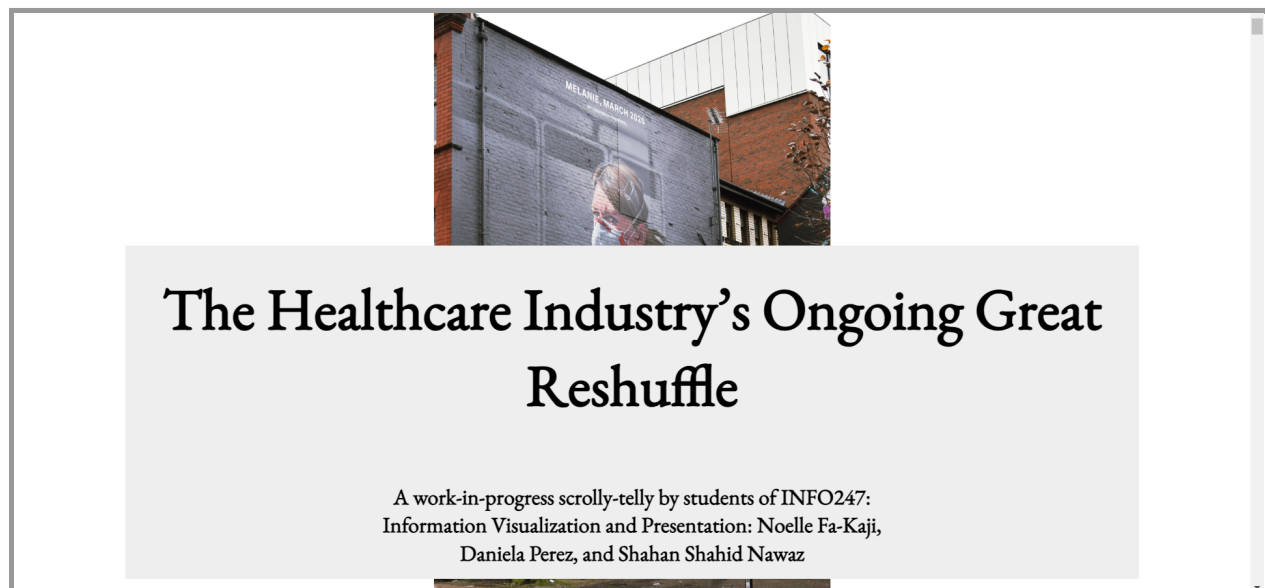 MELANIE, MARCH 2020
The Healthcare Industry’s Ongoing Great
Reshuffle
A work-in-progress scrolly-telly by students of INFO247:
Information Visualization and Presentation: Noelle Fa-Kaji,
Daniela Perez, and Shahan Shahid Nawaz